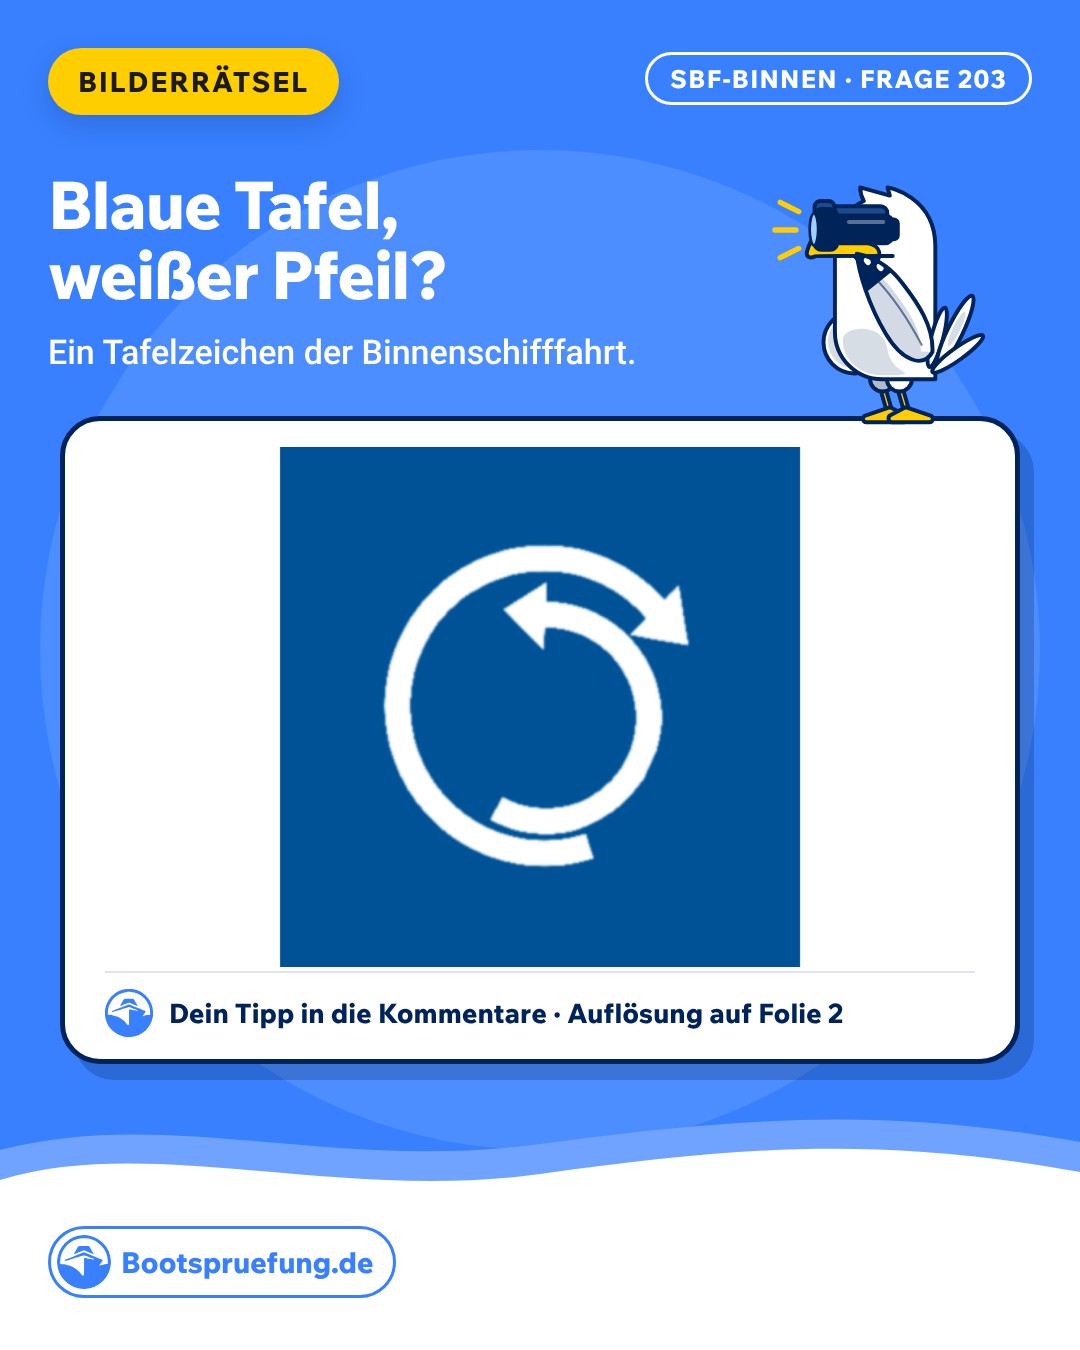 BILDERRÄTSEL
SBF-BINNEN · FRAGE 203
Blaue Tafel,
weißer Pfeil?
Ein Tafelzeichen der Binnenschifffahrt.
Dein Tipp in die Kommentare · Auflösung auf Folie 2
Bootspruefung.de